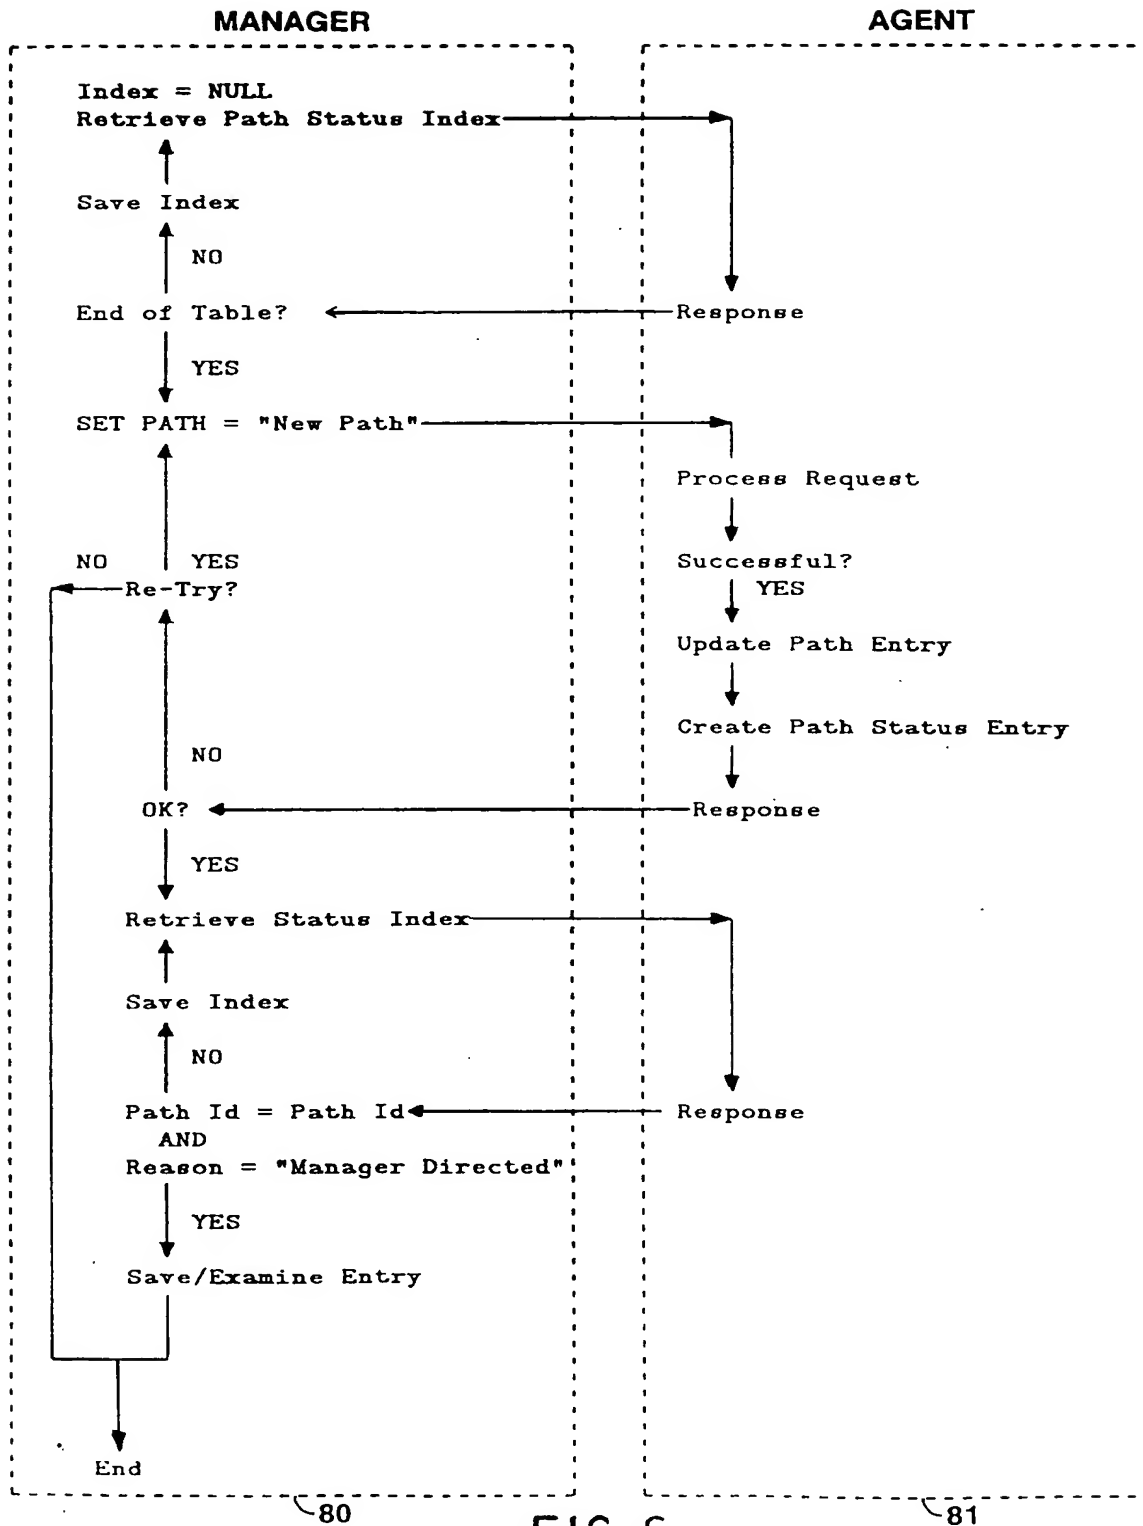 MANAGER
AGENT
Index = NULL
Retrieve Path Status Index
Save Index
NO
End of Table?
Response
YES
SET PATH = "New Path"
Process Request
NO
YES
Successful?
Re-Try?
YES
Update Path Entry
Create Path Status Entry
NO
OK?
Response
YES
Retrieve Status Index
Save Index
NO
Path Id = Path Id
Response
AND
Reason = "Manager Directed"
YES
Save/Examine Entry
End
80
81